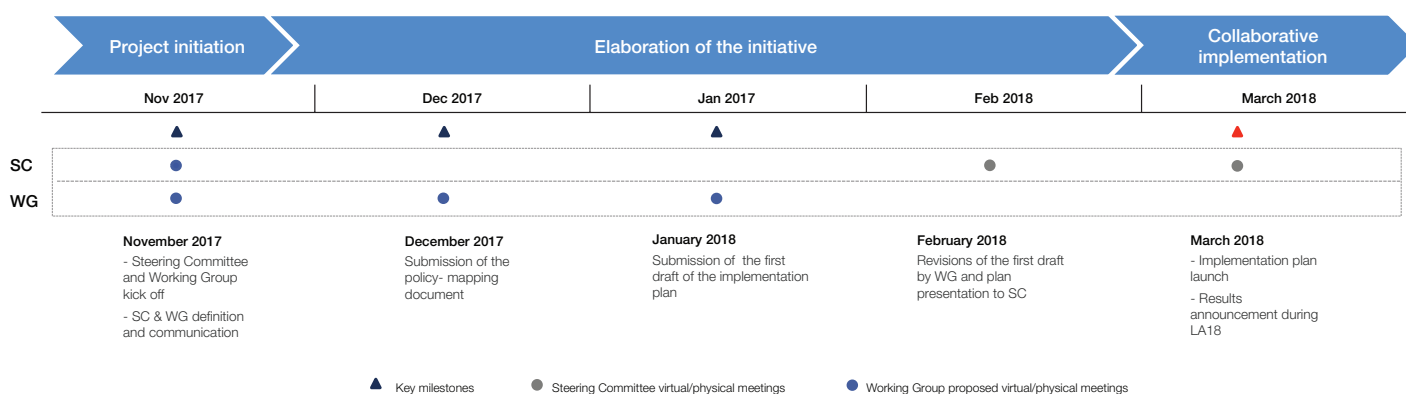 Project initiation
Elaboration of the initiative
Collaborative
implementation
Nov 2017
Dec 2017
Jan 2017
Feb 2018
March 2018
SC
WG
November 2017
- Steering Committee
and Working Group
kick off
- SC & WG definition
and communication
December 2017
Submission of the
policy- mapping
document
January 2018
Submission of the first
draft of the implementation
plan
February 2018
Revisions of the first draft
by WG and plan
presentation to SC
March 2018
- Implementation plan
launch
- Results
announcement during
LA18
Key milestones
Steering Committee virtual/physical meetings
Working Group proposed virtual/physical meetings